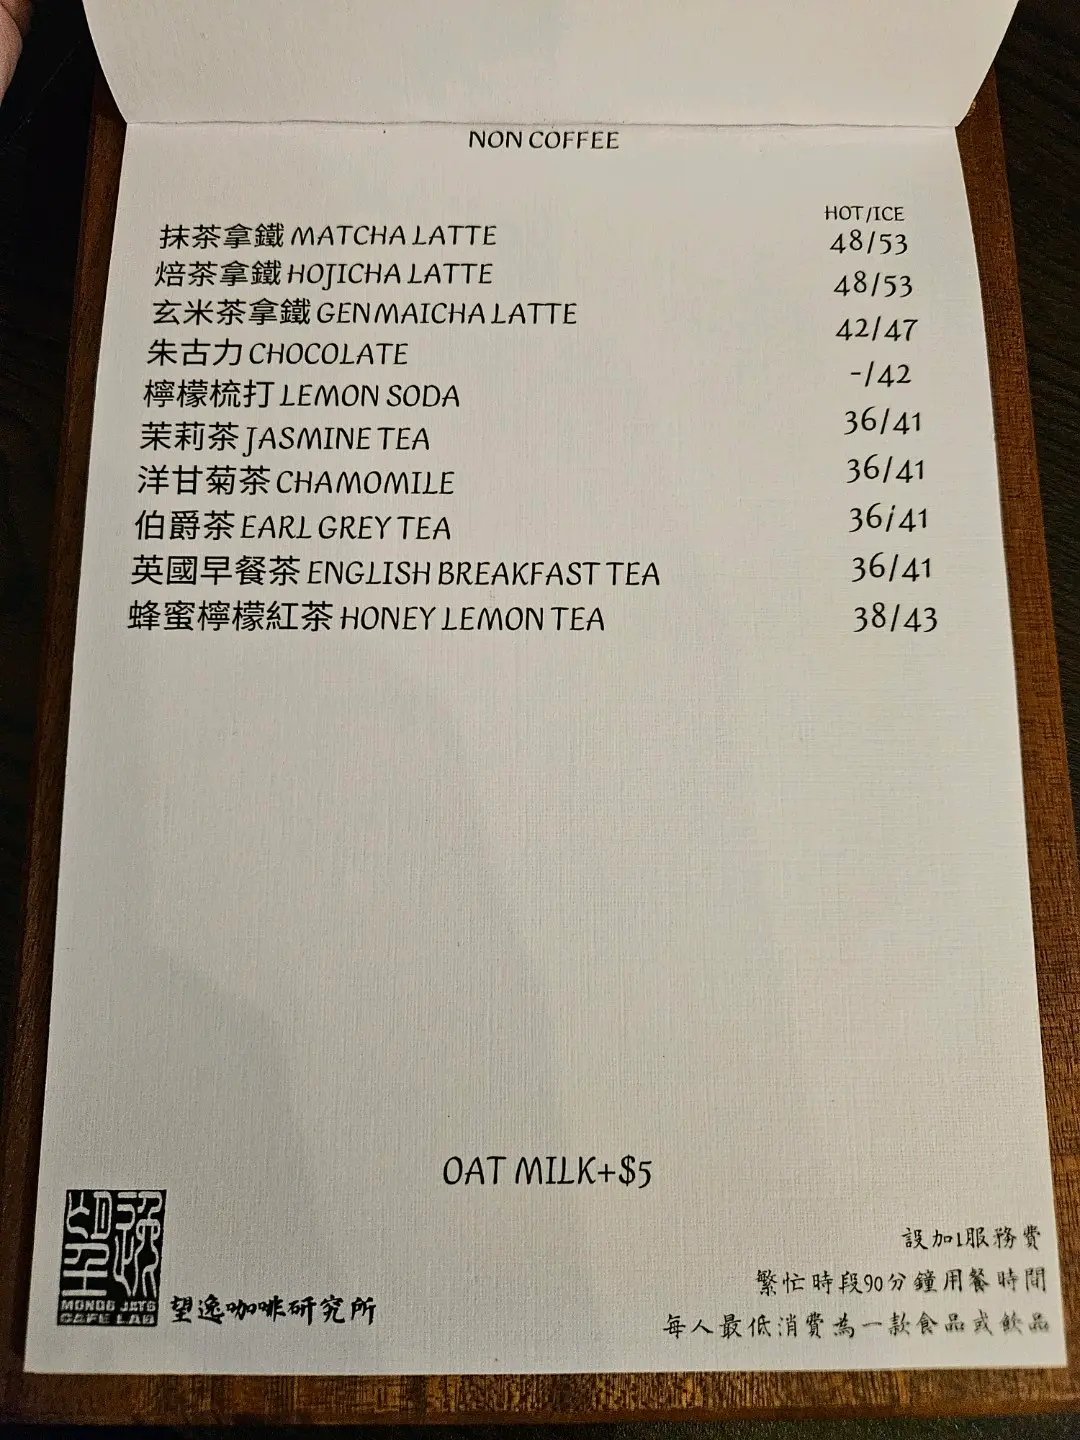 NON COFFEE
抹茶拿鐵 MATCHA LATTE
焙茶拿鐵 HOJICHA LATTE
玄米茶拿鐵 GENMAICHA LATTE
朱古力 CHOCOLATE
檸檬梳打 LEMON SODA
茉莉茶 JASMINE TEA
洋甘菊茶 CHAMOMILE
伯爵茶 EARL GREY TEA
英國早餐茶 ENGLISH BREAKFAST TEA
蜂蜜檸檬紅茶 HONEY LEMON TEA
HOT/ICE
48/53
48/53
42/47
-/42
36/41
36/41
36/41
36/41
38/43
OAT MILK+$5
設加1服務費
繁忙時段90分鐘用餐時間
每人最低消費為一款食品或飲品
望逸
CAFE LAB
望逸咖啡研究所